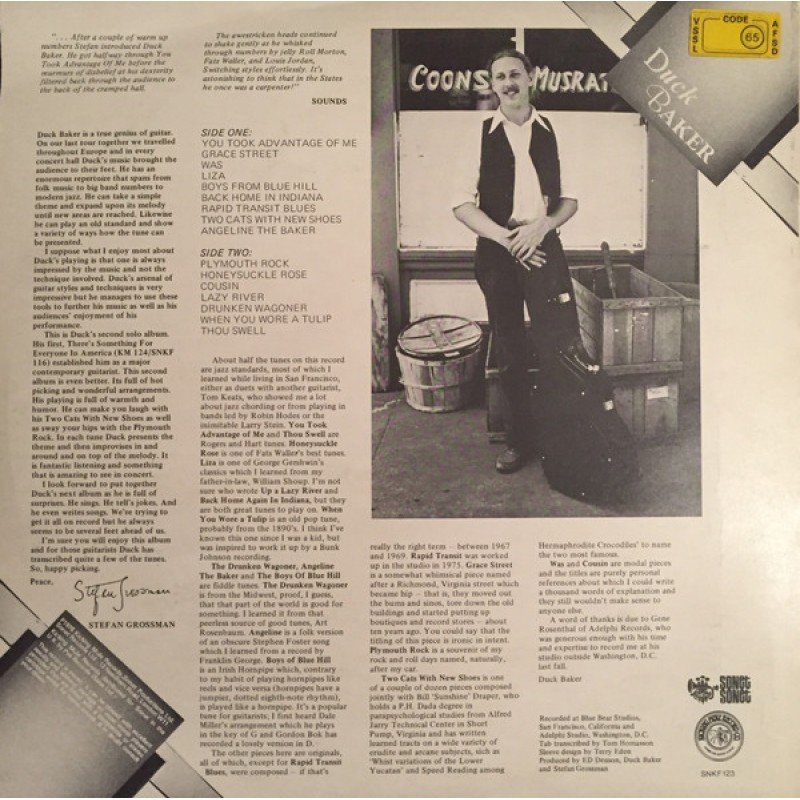 "... After a couple of warm up
numbers Stefan introduced Duck
Baker. He got halfway through You
Took Advantage Of Me before the
murmurs of disbelief at his dexterity
filtered back through the audience to
the back of the cramped hall.
The awestricken heads continued
to shake gently as he whisked
through numbers by Jelly Roll Morton,
Fats Waller, and Louis Jordan,
Switching styles effortlessly. It's
astonishing to think that in the States
he once was a carpenter!"
SOUNDS
VSSL
CODE
65
AFSD
Duck
BAKER
COONS
MUSRAT
Duck Baker is a true genius of guitar.
On our last tour together we travelled
throughout Europe and in every
concert hall Duck's music brought the
audience to their feet. He has an
enormous repertoire that spans from
folk music to big band numbers to
modern jazz. He can take a simple
theme and expand upon its melody
until new areas are reached. Likewise
he can play an old standard and show
a variety of ways how the tune can
be presented.
I suppose what I enjoy most about
Duck's playing is that one is always
impressed by the music and not the
technique involved. Duck's arsenal of
guitar styles and techniques is very
impressive but he manages to use these
tools to further his music as well as his
audiences' enjoyment of his
performance.
This is Duck's second solo album.
His first, There's Something For
Everyone In America (KM 124/SNKF
116) established him as a major
contemporary guitarist. This second
album is even better. Its full of hot
picking and wonderful arrangements.
His playing is full of warmth and
humor. He can make you laugh with
his Two Cats With New Shoes as well
as sway your hips with the Plymouth
Rock. In each tune Duck presents the
theme and then improvises in and
around and on top of the melody. It
is fantastic listening and something
that is amazing to see in concert.
I look forward to put together
Duck's next album as he is full of
surprises. He sings. He tell's jokes. And
he even writes songs. We're trying to
get it all on record but he always
seems to be several feet ahead of us.
I'm sure you will enjoy this album
and for those guitarists Duck has
transcribed quite a few of the tunes.
So, happy picking.
Peace,
Stefan Grossman
STEFAN GROSSMAN
SIDE ONE:
YOU TOOK ADVANTAGE OF ME
GRACE STREET
WAS
LIZA
BOYS FROM BLUE HILL
BACK HOME IN INDIANA
RAPID TRANSIT BLUES
TWO CATS WITH NEW SHOES
ANGELINE THE BAKER
SIDE TWO:
PLYMOUTH ROCK
HONEYSUCKLE ROSE
COUSIN
LAZY RIVER
DRUNKEN WAGONER
WHEN YOU WORE A TULIP
THOU SWELL
About half the tunes on this record
are jazz standards, most of which I
learned while living in San Francisco,
either as duets with another guitarist,
Tom Keats, who showed me a lot
about jazz chording or from playing in
bands led by Robin Hodes or the
inimitable Larry Stein. You Took
Advantage of Me and Thou Swell are
Rogers and Hart tunes. Honeysuckle
Rose is one of Fats Waller's best tunes.
Liza is one of George Gershwin's
classics which I learned from my
father-in-law, William Shoup. I'm not
sure who wrote Up a Lazy River and
Back Home Again In Indiana, but they
are both great tunes to play on. When
You Wore a Tulip is an old pop tune,
probably from the 1890's. I think I've
known this one since I was a kid, but
was inspired to work it up by a Bunk
Johnson recording.
The Drunken Wagoner, Angeline
The Baker and The Boys Of Blue Hill
are fiddle tunes. The Drunken Wagoner
is from the Midwest, proof, I guess,
that that part of the world is good for
something. I learned it from that
peerless source of good tunes, Art
Rosenbaum. Angeline is a folk version
of an obscure Stephen Foster song
which I learned from a record by
Franklin George. Boys of Blue Hill
is an Irish Hornpipe which, contrary
to my habit of playing hornpipes like
reels and vice versa (hornpipes have a
jumpier, dotted eighth-note rhythm),
is played like a hornpipe. It's a popular
tune for guitarists; I first heard Dale
Miller's arrangement which he plays
in the key of G and Gordon Bok has
recorded a lovely version in D.
The other pieces here are originals,
all of which, except for Rapid Transit
Blues, were composed – if that's
really the right term – between 1967
and 1969. Rapid Transit was worked
up in the studio in 1975. Grace Street
is a somewhat whimsical piece named
after a Richmond, Virginia street which
became hip – that is, they moved out
the bums and sinos, tore down the old
buildings and started putting up
boutiques and record stores – about
ten years ago. You could say that the
titling of this piece is ironic in intent.
Plymouth Rock is a souvenir of my
rock and roll days named, naturally,
after my car.
Two Cats With New Shoes is one
of a couple of dozen pieces composed
jointly with Bill 'Sunshine' Draper, who
holds a P.H. Dada degree in
parapsychological studies from Alfred
Jarry Technical Center in Short
Pump, Virginia and has written
learned tracts on a wide variety of
erudite and arcane subjects, such as
'Whist variations of the Lower
Yucatan' and Speed Reading among
Hermaphrodite Crocodiles' to name
the two most famous.
Was and Cousin are modal pieces
and the titles are purely personal
references about which I could write
a thousand words of explanation and
they still wouldn't make sense to
anyone else.
A word of thanks is due to Gene
Rosenthal of Adelphi Records, who
was generous enough with his time
and expertise to record me at his
studio outside Washington, D.C.
last fall.
Duck Baker
Recorded at Blue Bear Studios,
San Francisco, California and
Adelphi Studio, Washington, D.C.
Tab transcribed by Tom Homasson
Sleeve design by Terry Eden
Produced by ED Denson, Duck Baker
and Stefan Grossman
SONET
SONET
SNKF123